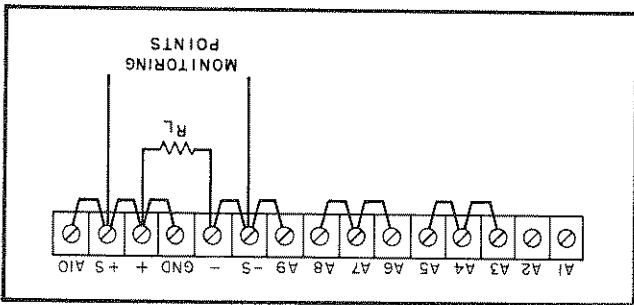 A1 A2 A3 A4 A5 A6 A7 A8 A9 -S - GND + +S A10
RL
MONITORING
POINTS